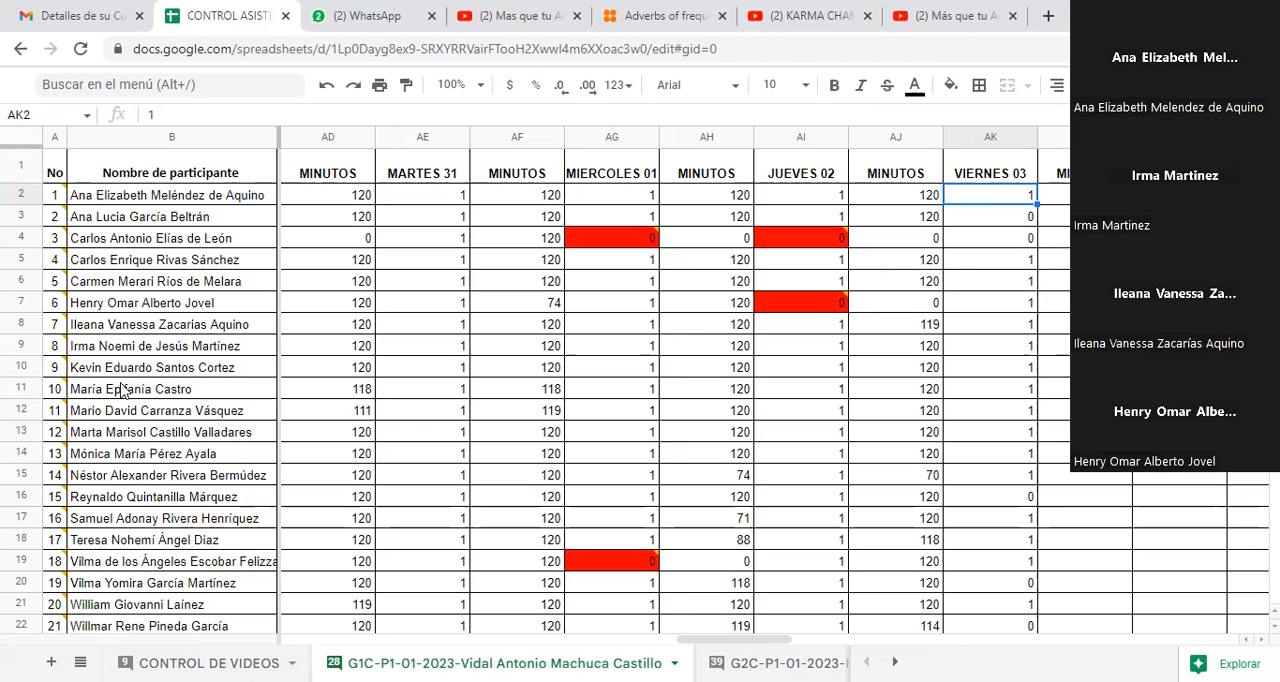 Detalles de su Cu
CONTROL ASISTE
(2) WhatsApp
(2) Mas que tu A
Adverbs of frequ
(2) KARMA CHAN
(2) Más que tu A
docs.google.com/spreadsheets/d/1Lp0Dayg8ex9-SRXYRRVairFTooH2Xwwl4m6XXoac3w0/edit#gid=0
Buscar en el menú (Alt+/) 100% $ % .0 .00 123 Arial 10 B I S A
AK2 fx 1
A B AD AE AF AG AH AI AJ AK
1 No Nombre de participante MINUTOS MARTES 31 MINUTOS MIERCOLES 01 MINUTOS JUEVES 02 MINUTOS VIERNES 03 MI
2 1 Ana Elizabeth Meléndez de Aquino 120 1 120 1 120 1 120 1
3 2 Ana Lucia García Beltrán 120 1 120 1 120 1 120 0
4 3 Carlos Antonio Elías de León 0 1 120 0 0 0 0 0
5 4 Carlos Enrique Rivas Sánchez 120 1 120 1 120 1 120 1
6 5 Carmen Merari Ríos de Melara 120 1 120 1 120 1 120 1
7 6 Henry Omar Alberto Jovel 120 1 74 1 120 0 0 1
8 7 Ileana Vanessa Zacarias Aquino 120 1 120 1 120 1 119 1
9 8 Irma Noemi de Jesús Martínez 120 1 120 1 120 1 120 1
10 9 Kevin Eduardo Santos Cortez 120 1 120 1 120 1 120 1
11 10 María Castro 118 1 118 1 120 1 120 1
12 11 Mario David Carranza Vásquez 111 1 119 1 120 1 120 1
13 12 Marta Marisol Castillo Valladares 120 1 120 1 120 1 120 1
14 13 Mónica María Pérez Ayala 120 1 120 1 120 1 120 1
15 14 Néstor Alexander Rivera Bermúdez 120 1 120 1 74 1 70 1
16 15 Reynaldo Quintanilla Márquez 120 1 120 1 120 1 120 0
17 16 Samuel Adonay Rivera Henríquez 120 1 120 1 71 1 120 1
18 17 Teresa Nohemí Ángel Diaz 120 1 120 1 88 1 118 1
19 18 Vilma de los Ángeles Escobar Felizza 120 1 120 0 0 1 120 1
20 19 Vilma Yomira García Martínez 120 1 120 1 118 1 120 0
21 20 William Giovanni Laínez 119 1 120 1 120 1 120 1
22 21 Willmar Rene Pineda García 120 1 120 1 119 1 114 0
9 CONTROL DE VIDEOS
28 G1C-P1-01-2023-Vidal Antonio Machuca Castillo
39 G2C-P1-01-2023-
Explorar
Ana Elizabeth Mel...
Ana Elizabeth Melendez de Aquino
Irma Martinez
Irma Martinez
Ileana Vanessa Za...
Ileana Vanessa Zacarías Aquino
Henry Omar Albe...
Henry Omar Alberto Jovel